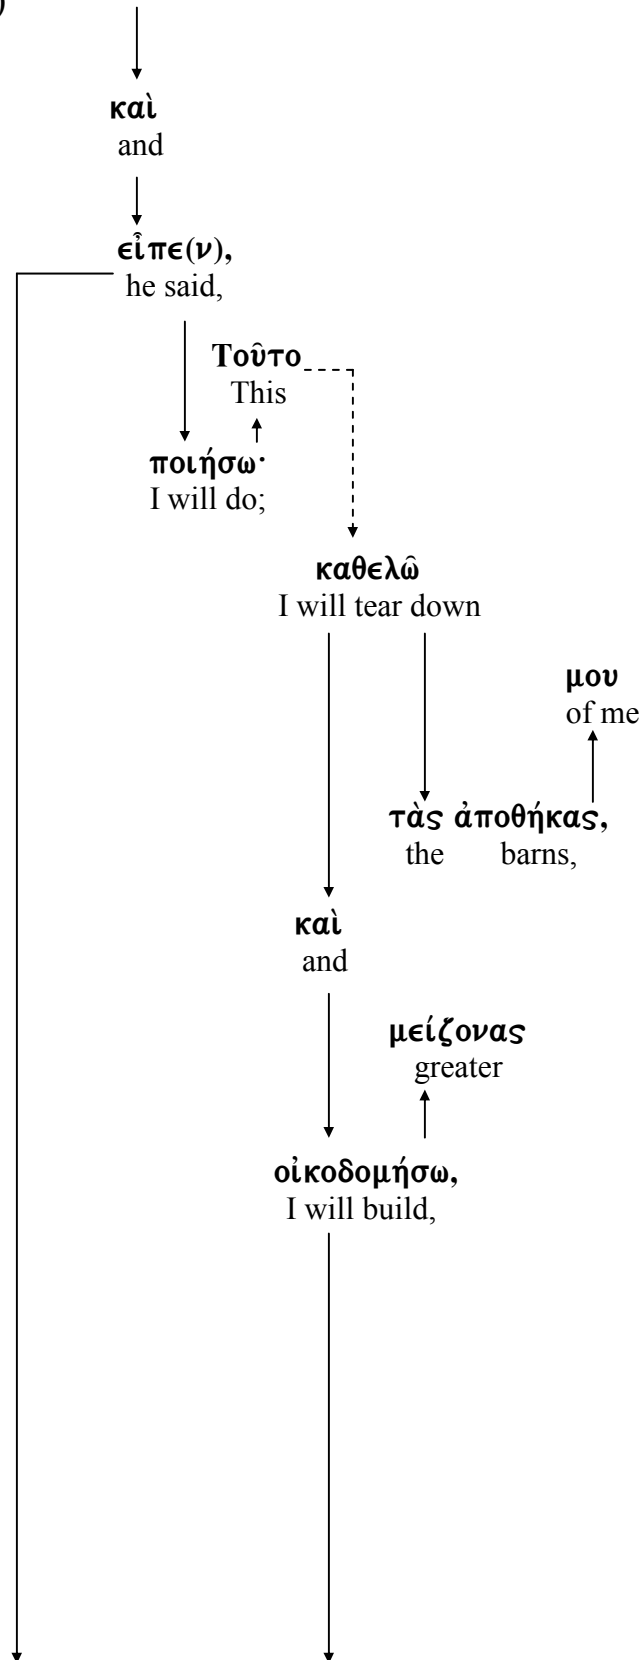 )
καὶ
and
εἶπε(ν),
he said,
Τοῦτο
This
ποιήσω·
I will do;
καθελῶ
I will tear down
μου
of me
τὰς ἀποθήκας,
the barns,
καὶ
and
μείζονας
greater
οἰκοδομήσω,
I will build,